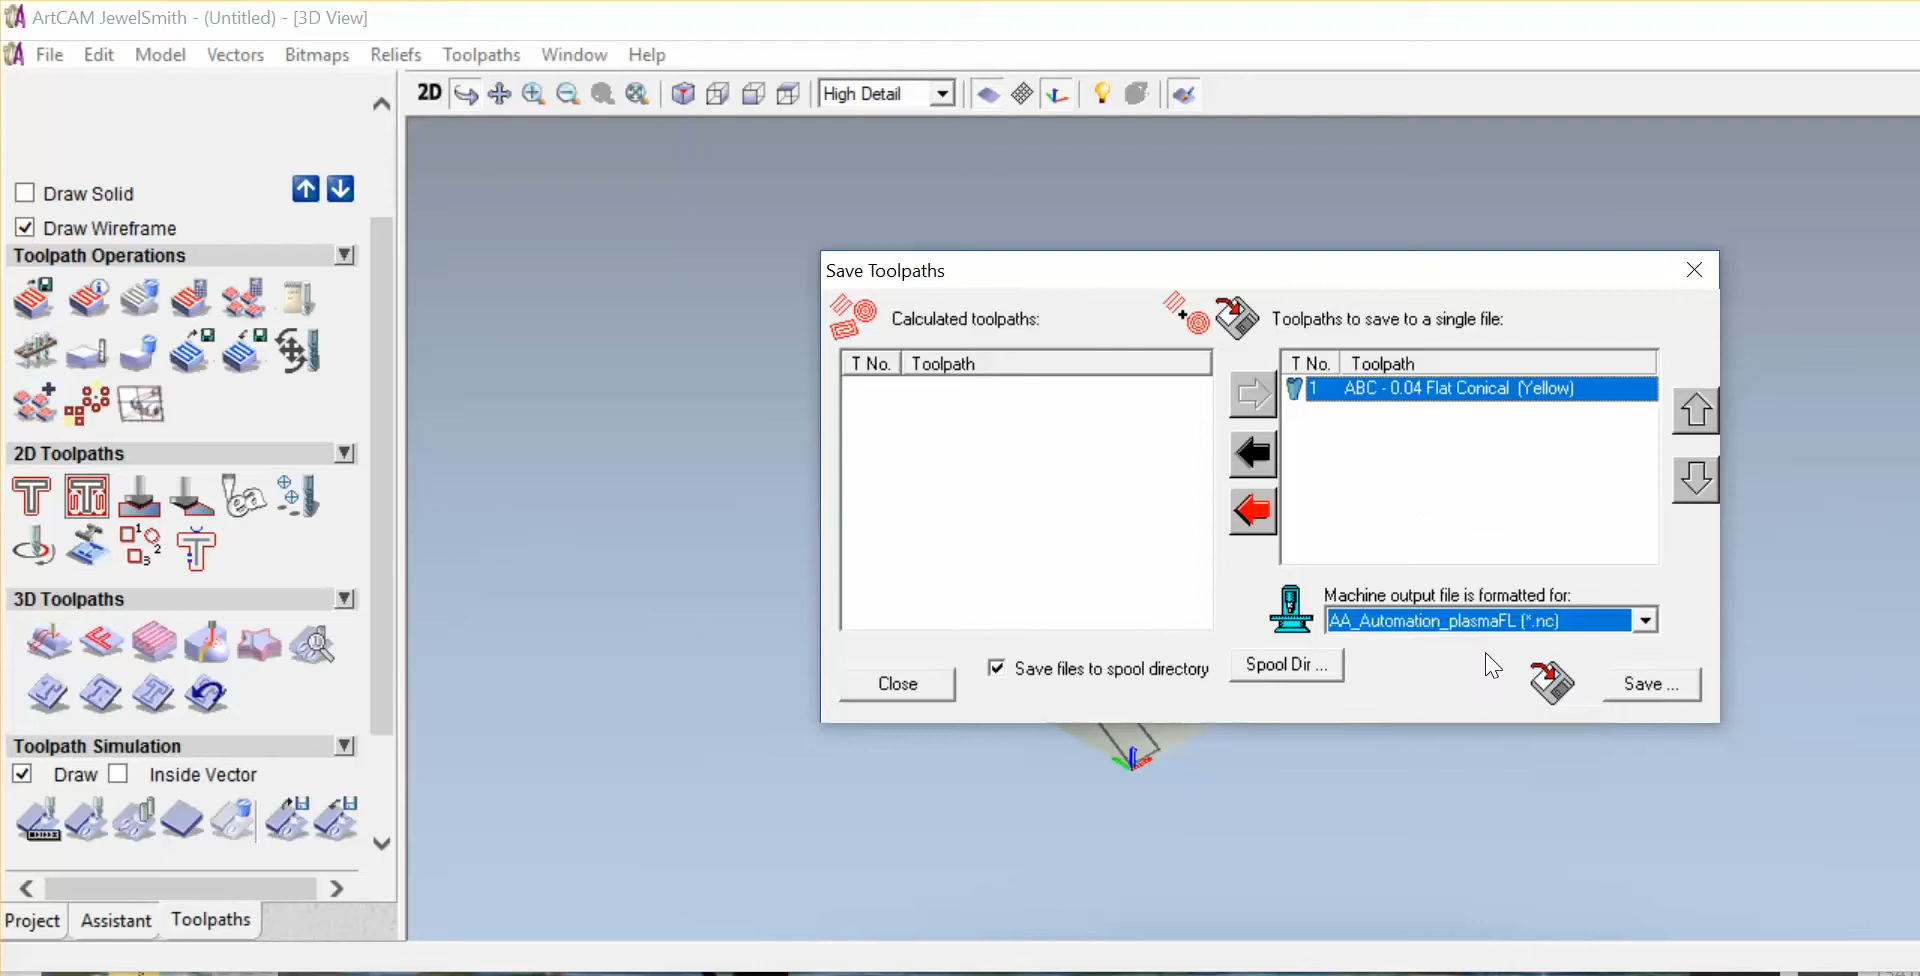 ArtCAM JewelSmith - (Untitled) - [3D View]
File Edit Model Vectors Bitmaps Reliefs Toolpaths Window Help
2D High Detail
Draw Solid
Draw Wireframe
Toolpath Operations
2D Toolpaths
3D Toolpaths
Toolpath Simulation
Draw Inside Vector
Project Assistant Toolpaths
Save Toolpaths
Calculated toolpaths:
T No. Toolpath
Toolpaths to save to a single file:
T No. Toolpath
1 ABC - 0.04 Flat Conical (Yellow)
Machine output file is formatted for:
AA_Automation_plasmaFL (*.nc)
Close
Save files to spool directory
Spool Dir ...
Save ...